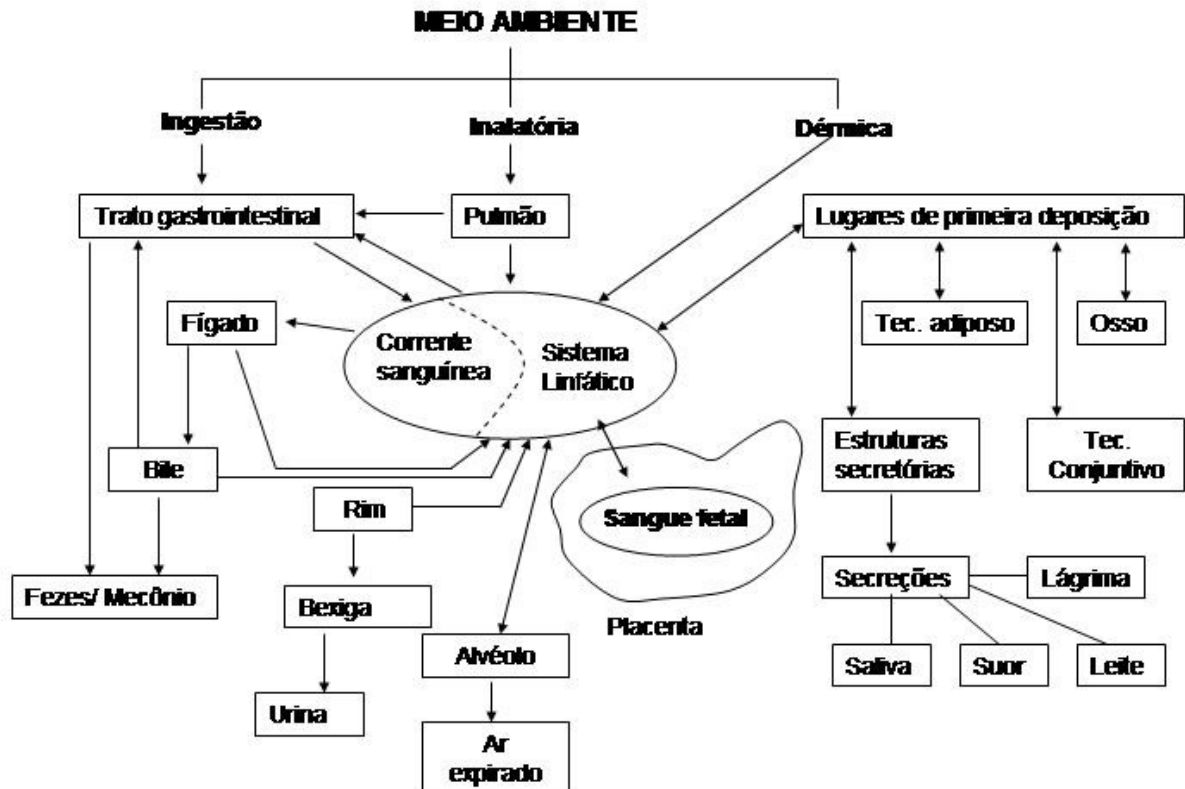 MEIO AMBIENTE
Ingestão
Inalatória
Dérmica
Trato gastrointestinal
Pulmão
Lugares de primeira deposição
Fígado
Corrente
sanguínea
Sistema
Linfático
Tec. adiposo
Osso
Estruturas
secretórias
Tec.
Conjuntivo
Bile
Rim
Sangue fetal
Fezes/ Mecônio
Bexiga
Placenta
Secreções
Lágrima
Alvéolo
Saliva
Suor
Leite
Urina
Ar
expirado